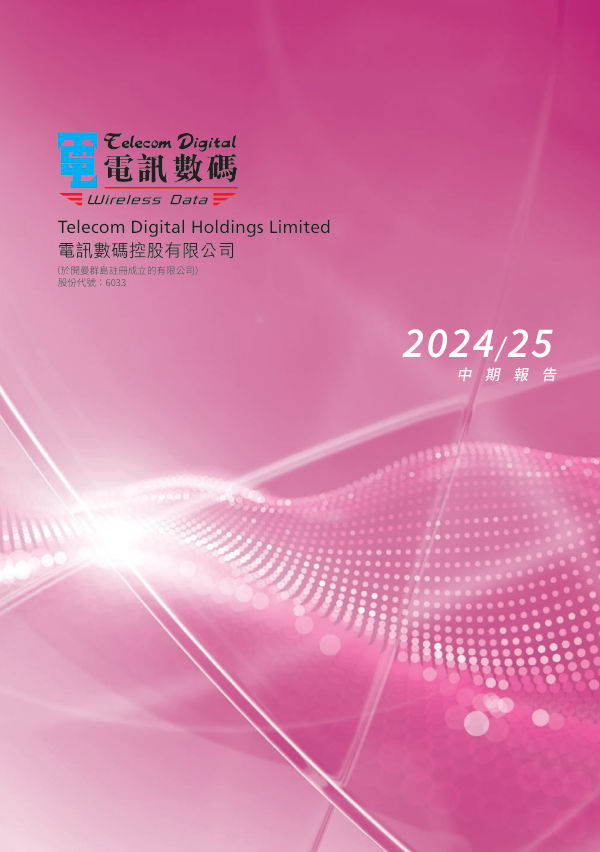 電
Telecom Digital
電訊數碼
Wireless Data
Telecom Digital Holdings Limited
電訊數碼控股有限公司
(於開曼群島註冊成立的有限公司)
股份代號：6033
2024/25
中期報告